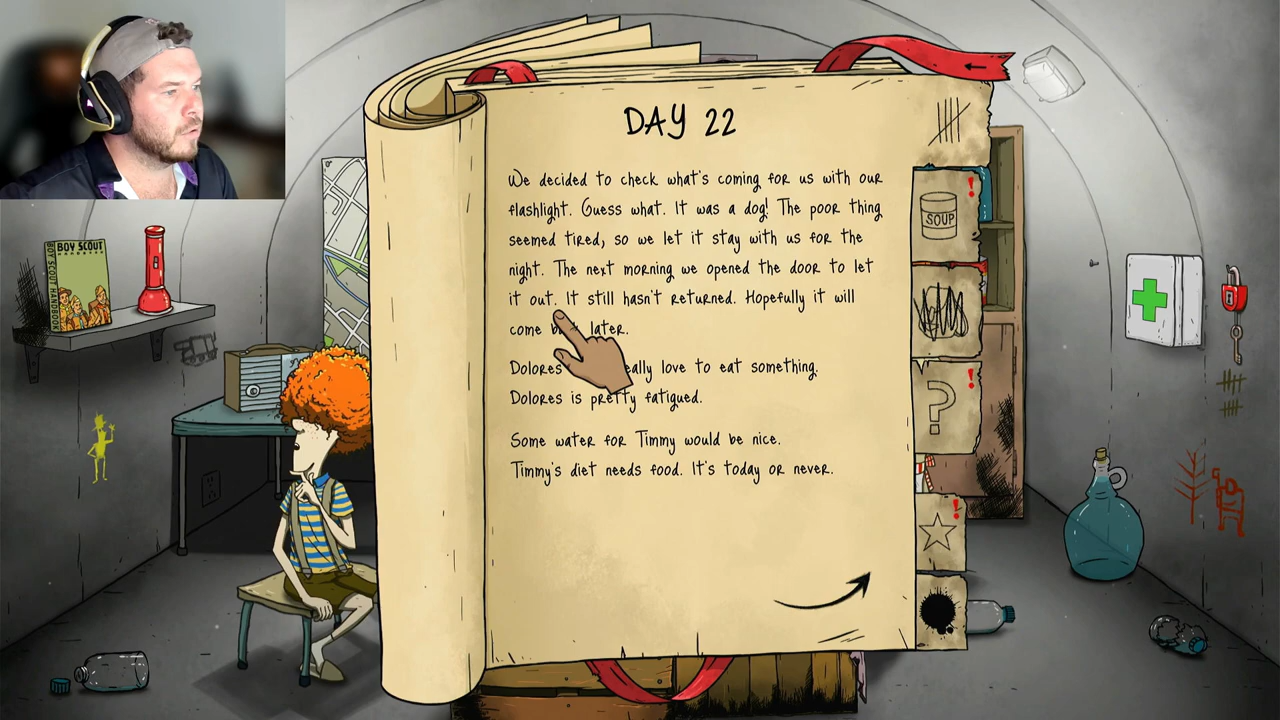 DAY 22
We decided to check what's coming for us with our
flashlight. Guess what. It was a dog! The poor thing
seemed tired, so we let it stay with us for the
night. The next morning we opened the door to let
it out. It still hasn't returned. Hopefully it will
come later.
Dolores eally love to eat something.
Dolores is pretty fatigued.
Some water for Timmy would be nice.
Timmy's diet needs food. It's today or never.
!
SOUP
?
!
!
BOY SCOUT
BOY SCOUT HANDBOOK